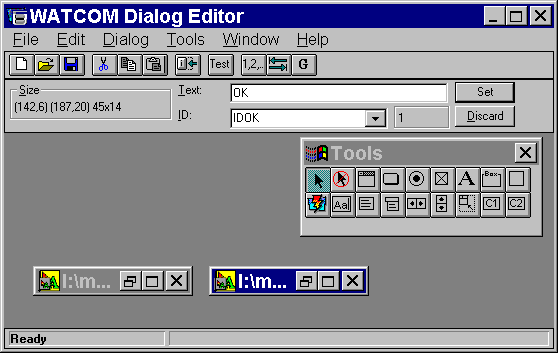 WATCOM Dialog Editor
File Edit Dialog Tools Window Help
Test 1,2,.. G
Size
(142,6) (187,20) 45x14
Text: OK Set
ID: IDOK 1 Discard
Tools
A Box
Aa C1 C2
I:\m... I:\m...
Ready